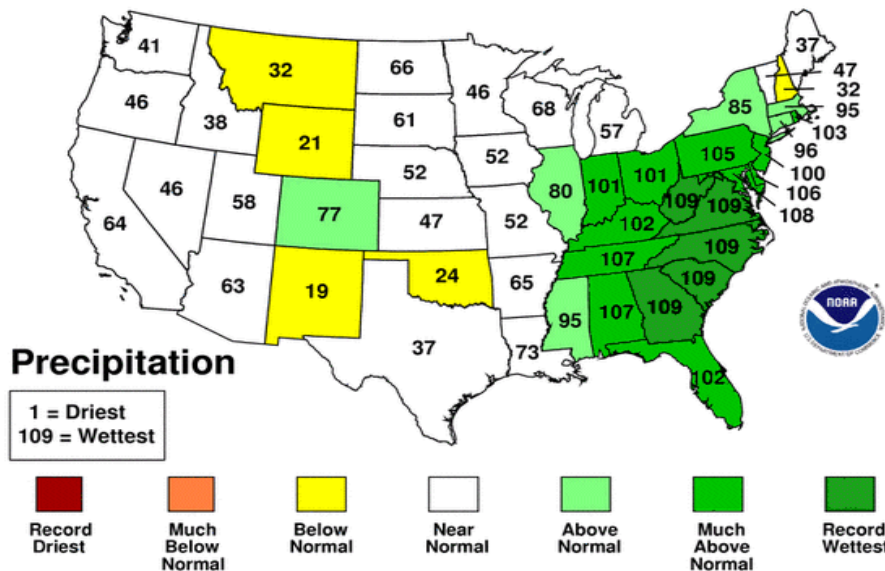 41
32
66
46
37
47
32
85
95
103
96
46
38
21
61
68
57
105
100
106
108
46
58
77
52
52
80
101
101
109
109
64
47
52
102
109
107
63
19
24
65
95
107
109
109
37
73
102
NOAA
Precipitation
1 = Driest
109 = Wettest
Record
Driest
Much
Below
Normal
Below
Normal
Near
Normal
Above
Normal
Much
Above
Normal
Record
Wettest